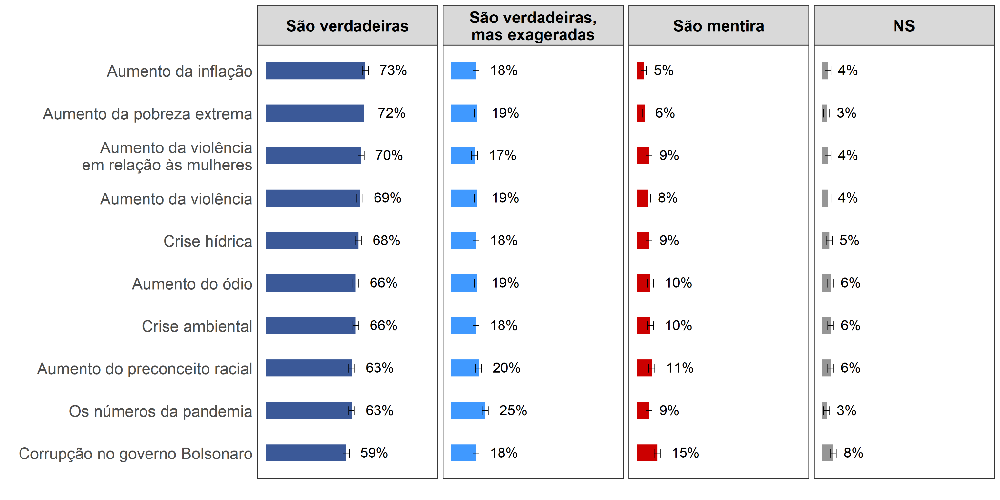 São verdadeiras
São verdadeiras,
mas exageradas
São mentira
NS
Aumento da inflação 73% 18% 5% 4%
Aumento da pobreza extrema 72% 19% 6% 3%
Aumento da violência
em relação às mulheres 70% 17% 9% 4%
Aumento da violência 69% 19% 8% 4%
Crise hídrica 68% 18% 9% 5%
Aumento do ódio 66% 19% 10% 6%
Crise ambiental 66% 18% 10% 6%
Aumento do preconceito racial 63% 20% 11% 6%
Os números da pandemia 63% 25% 9% 3%
Corrupção no governo Bolsonaro 59% 18% 15% 8%